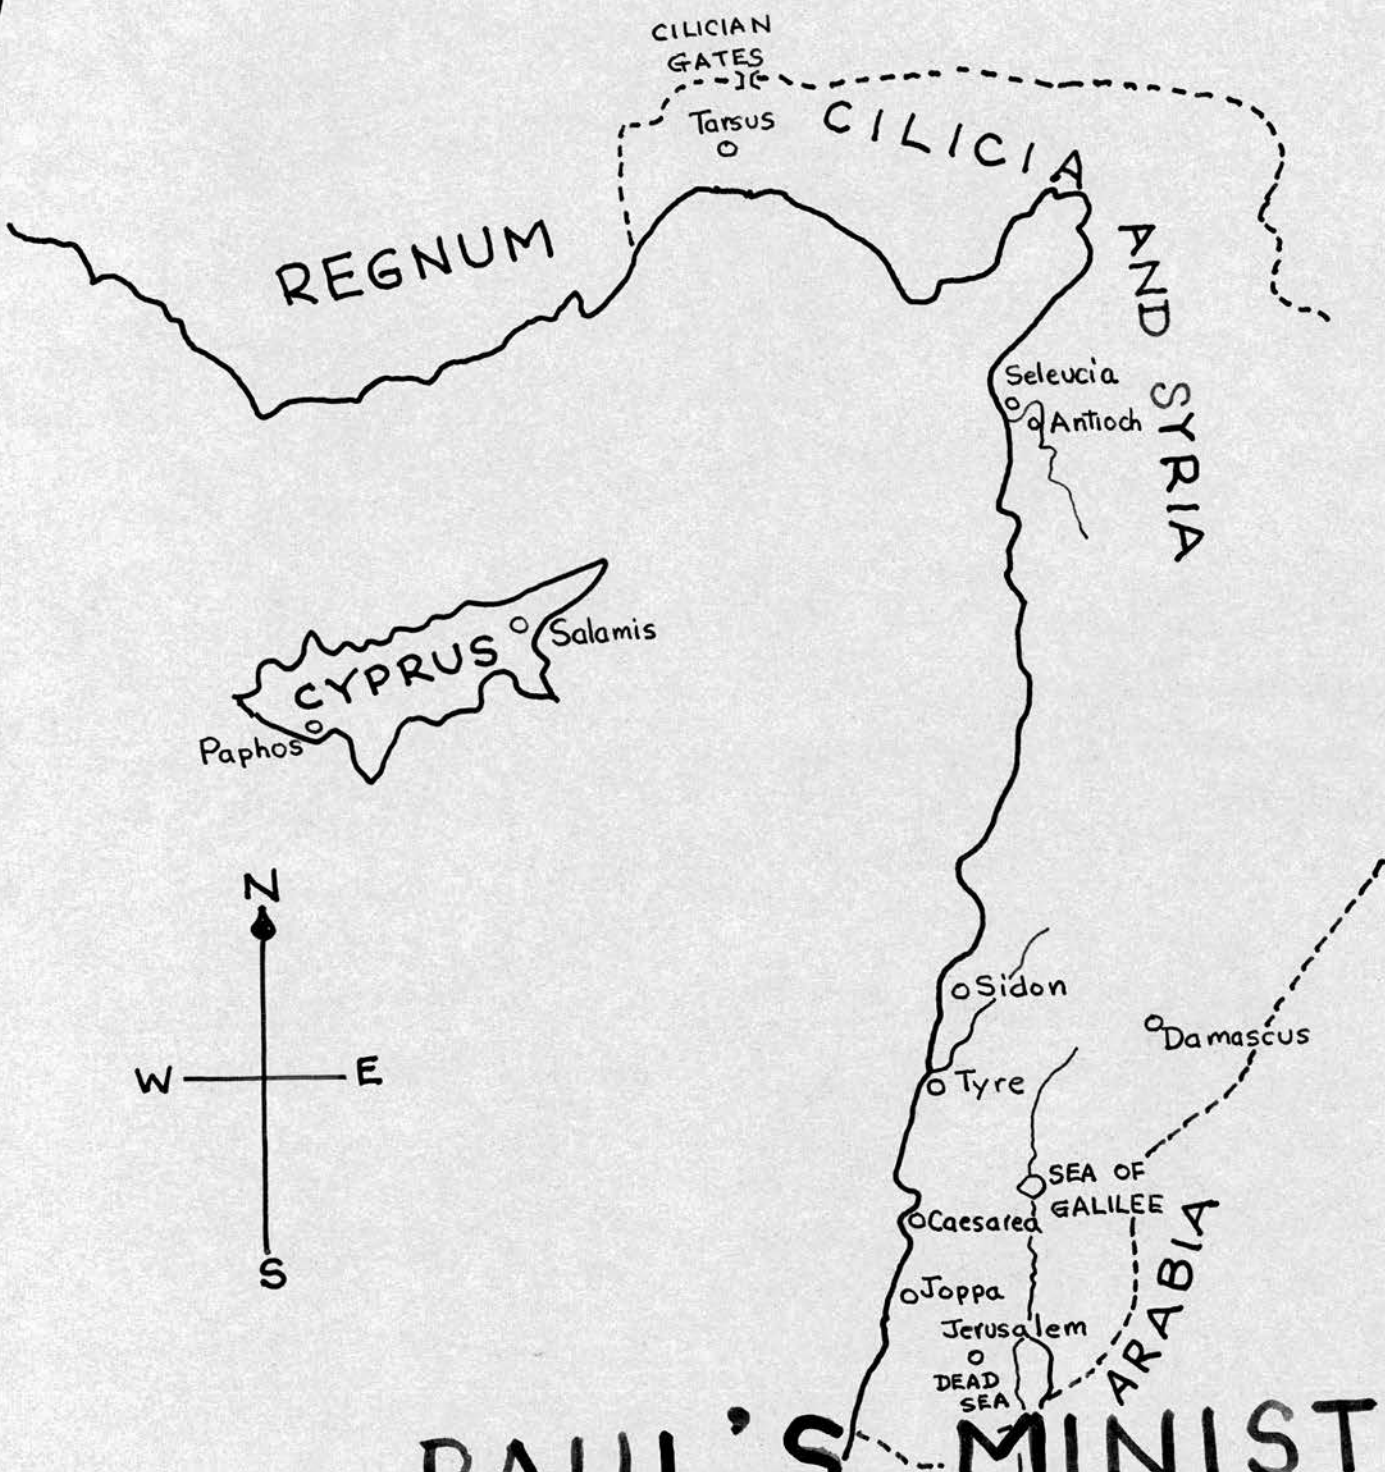 CILICIAN
GATES
Tarsus
CILICIA
AND SYRIA
REGNUM
Seleucia
Antioch
CYPRUS
Salamis
Paphos
N
W E
S
Sidon
Damascus
Tyre
SEA OF
GALILEE
Caesarea
ARABIA
Joppa
Jerusalem
DEAD
SEA
PAUL'S MINIST